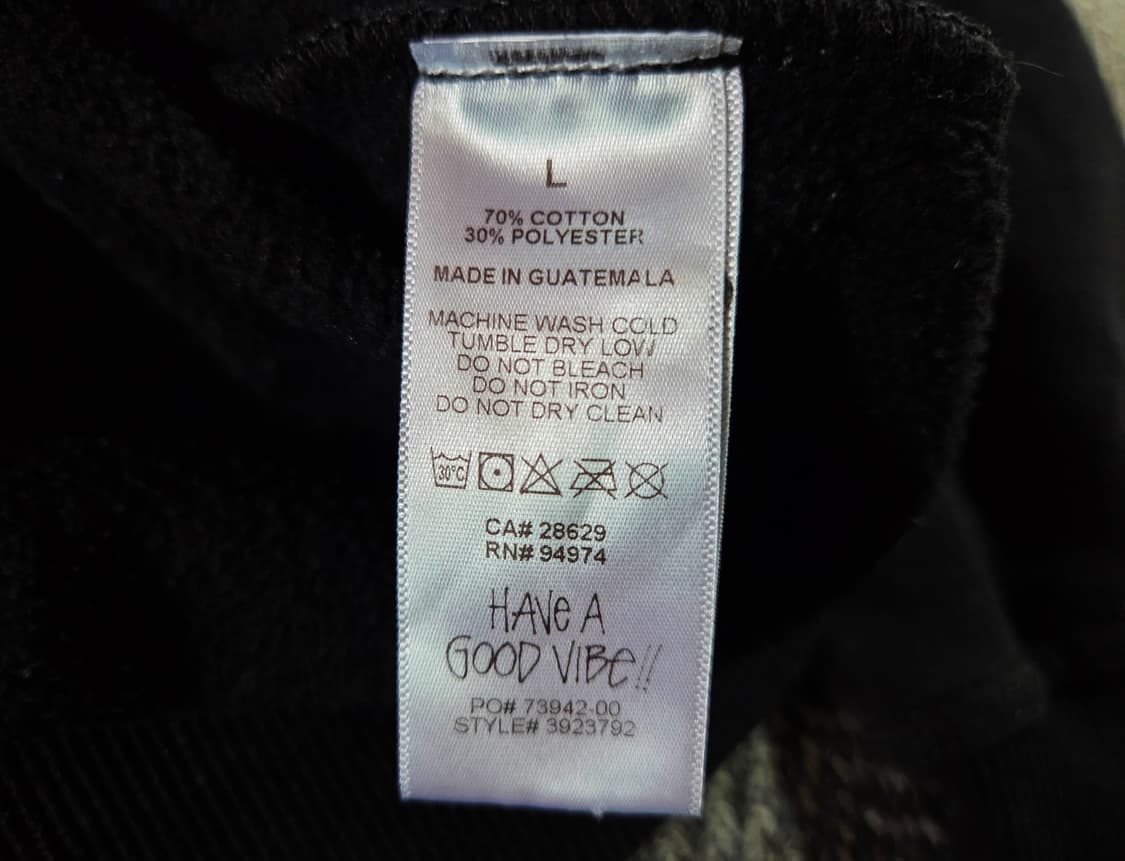 L
70% COTTON
30% POLYESTER
MADE IN GUATEMALA
MACHINE WASH COLD
TUMBLE DRY LOW
DO NOT BLEACH
DO NOT IRON
DO NOT DRY CLEAN
30°C
CA# 28629
RN# 94974
HAVe A
GOOD VIBe!!
PO# 73942-00
STYLE# 3923792